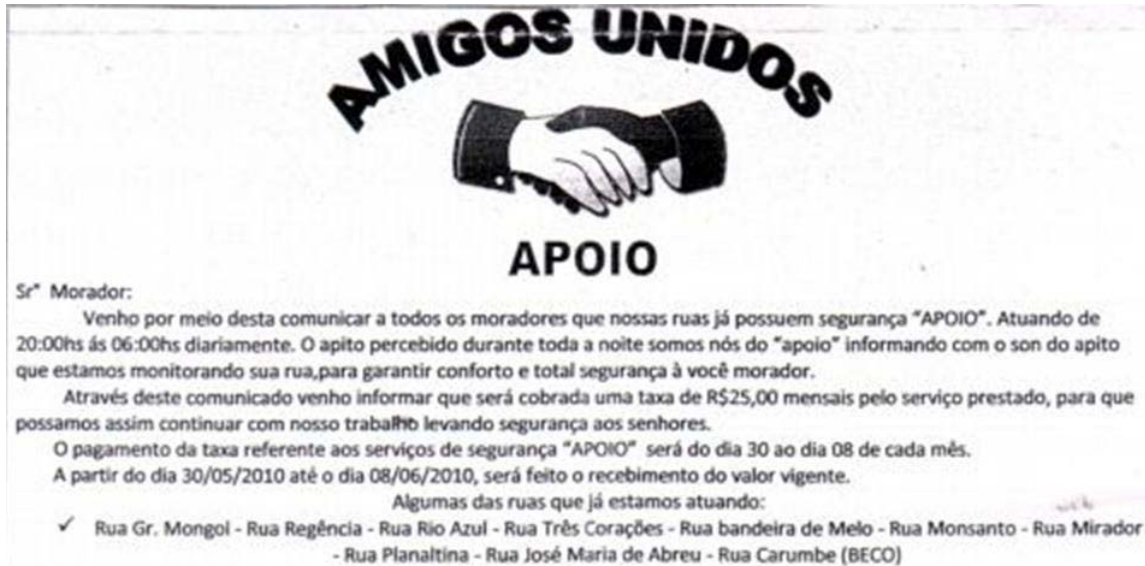 AMIGOS UNIDOS
APOIO
Srº Morador:
Venho por meio desta comunicar a todos os moradores que nossas ruas já possuem segurança "APOIO". Atuando de
20:00hs ás 06:00hs diariamente. O apito percebido durante toda a noite somos nós do "apoio" informando com o son do apito
que estamos monitorando sua rua,para garantir conforto e total segurança à você morador.
Através deste comunicado venho informar que será cobrada uma taxa de R$25,00 mensais pelo serviço prestado, para que
possamos assim continuar com nosso trabalho levando segurança aos senhores.
O pagamento da taxa referente aos serviços de segurança "APOIO" será do dia 30 ao dia 08 de cada mês.
A partir do dia 30/05/2010 até o dia 08/06/2010, será feito o recebimento do valor vigente.
Algumas das ruas que já estamos atuando:
✓ Rua Gr. Mongol - Rua Regência - Rua Rio Azul - Rua Três Corações - Rua bandeira de Melo - Rua Monsanto - Rua Mirador
- Rua Planaltina - Rua José Maria de Abreu - Rua Carumbe (BECO)